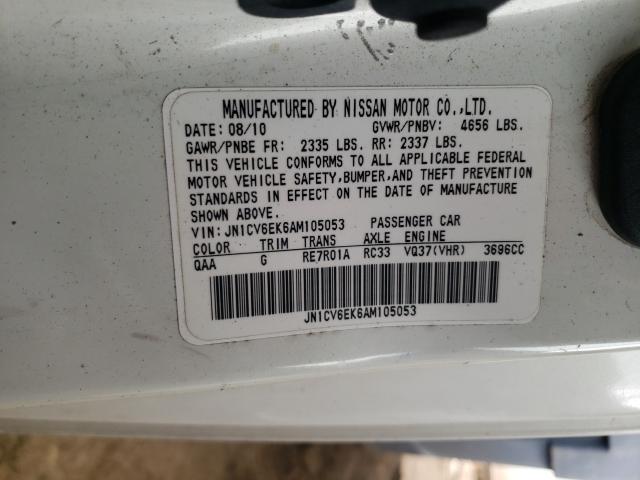 MANUFACTURED BY NISSAN MOTOR CO.,LTD.
DATE: 08/10 GVWR/PNBV: 4656 LBS.
GAWR/PNBE FR: 2335 LBS. RR: 2337 LBS.
THIS VEHICLE CONFORMS TO ALL APPLICABLE FEDERAL
MOTOR VEHICLE SAFETY,BUMPER,AND THEFT PREVENTION
STANDARDS IN EFFECT ON THE DATE OF MANUFACTURE
SHOWN ABOVE.
VIN: JN1CV6EK6AM105053 PASSENGER CAR
COLOR TRIM TRANS AXLE ENGINE
QAA G RE7R01A RC33 VQ37(VHR) 3696CC
JN1CV6EK6AM105053